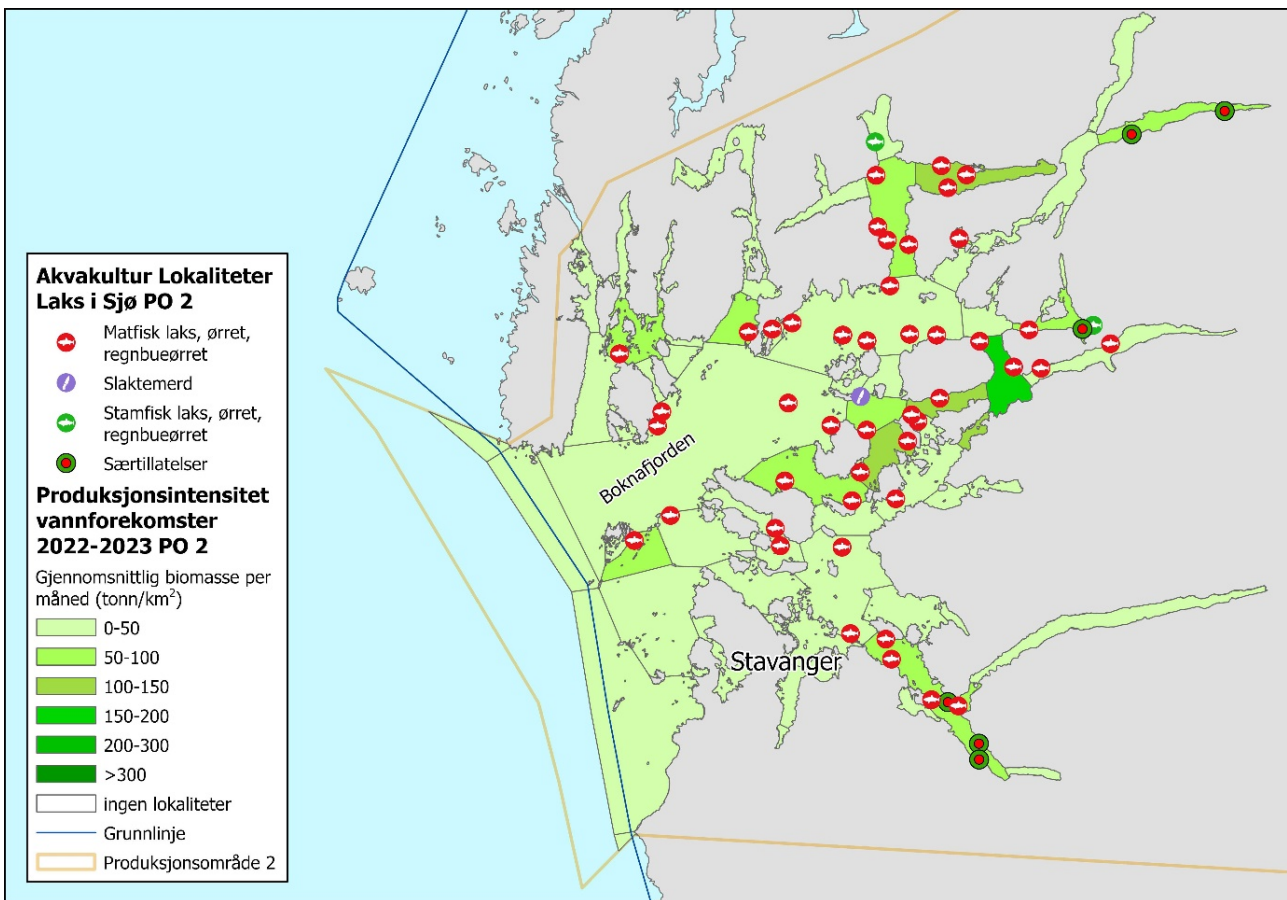 Akvakultur Lokaliteter
Laks i Sjø PO 2
Matfisk laks, ørret,
regnbueørret
Slaktemerd
Stamfisk laks, ørret,
regnbueørret
Særtillatelser
Produksjonsintensitet
vannforekomster
2022-2023 PO 2
Gjennomsnittlig biomasse per
måned (tonn/km²)
0-50
50-100
100-150
150-200
200-300
>300
ingen lokaliteter
Grunnlinje
Produksjonsområde 2
Boknafjorden
Stavanger